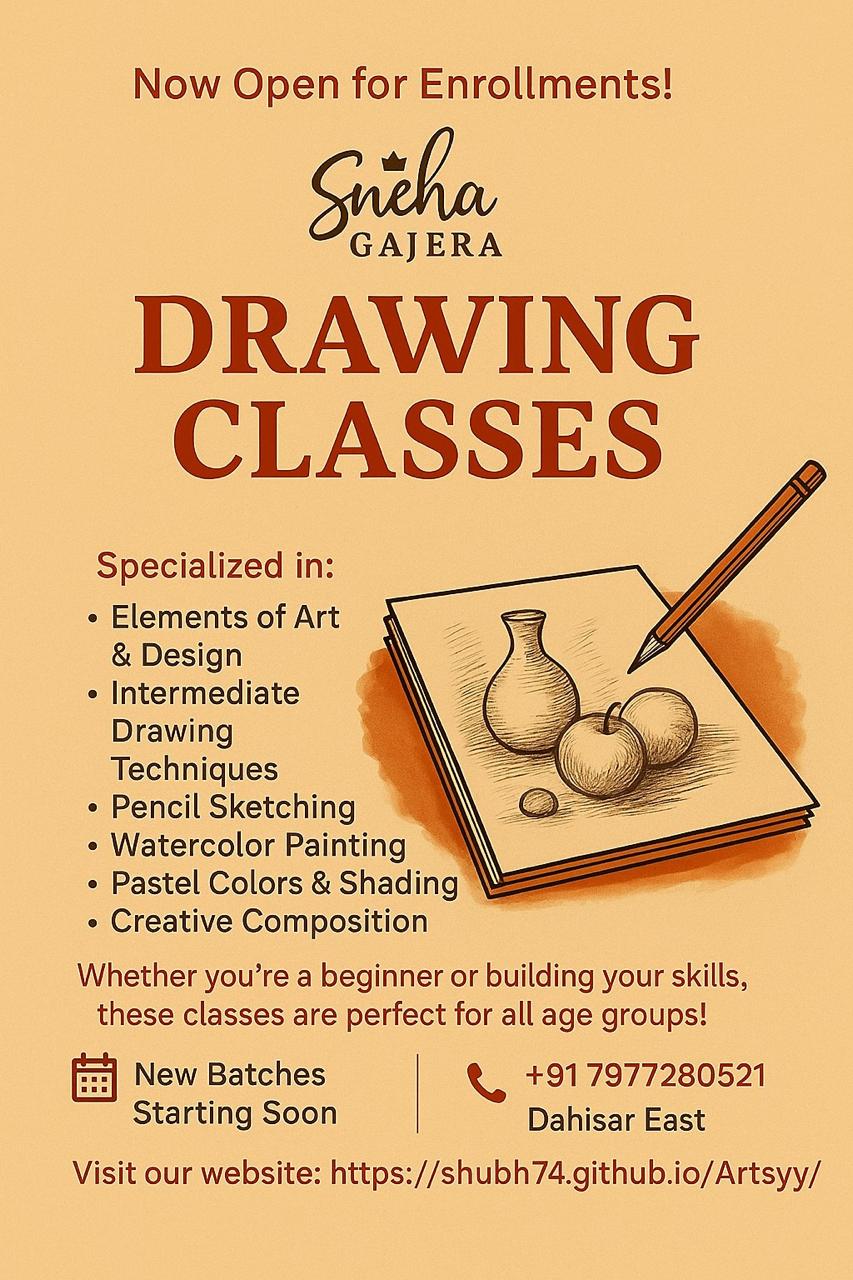 Now Open for Enrollments!
Sneha
GAJERA
DRAWING
CLASSES
Specialized in:
• Elements of Art
& Design
• Intermediate
Drawing
Techniques
• Pencil Sketching
• Watercolor Painting
• Pastel Colors & Shading
• Creative Composition
Whether you’re a beginner or building your skills,
these classes are perfect for all age groups!
New Batches
Starting Soon
+91 7977280521
Dahisar East
Visit our website: https://shubh74.github.io/Artsyy/